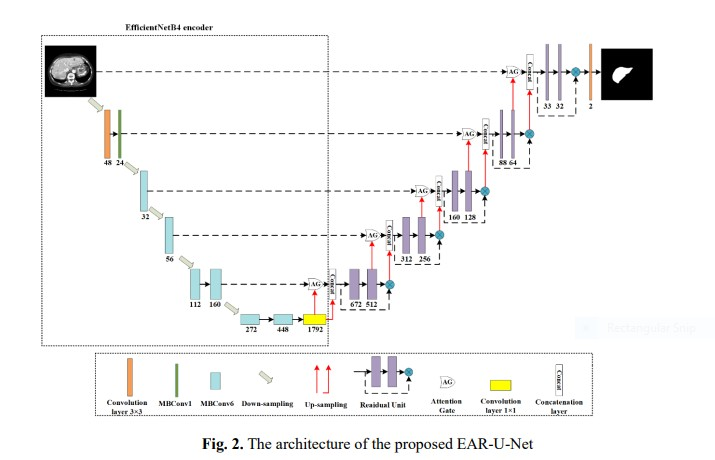 EfficientNetB4 encoder
AG
Concat
33 32 2
48 24
AG
Concat
88 64
32
AG
Concat
160 128
56
AG
Concat
312 256
112 160
AG
Concat
672 512
272 448 1792
Convolution layer 3×3
MBConv1
MBConv6
Down-sampling
Up-sampling
Reaidual Unit
AG
Attention Gate
Convolution layer 1×1
Concat
Concatenation layer
Fig. 2. The architecture of the proposed EAR-U-Net